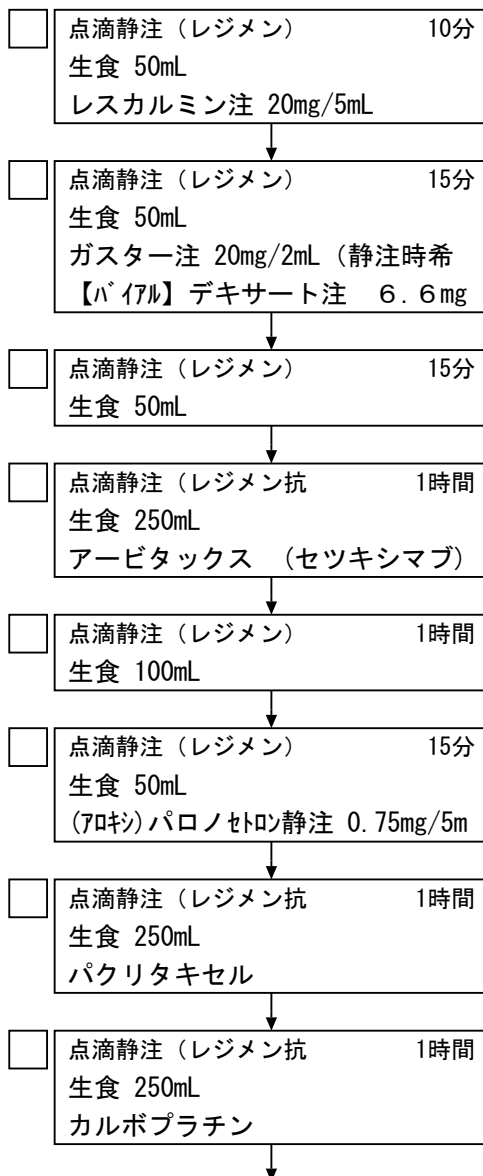 点滴静注（レジメン） 10分
生食 50mL
レスカルミン注 20mg/5mL
点滴静注（レジメン） 15分
生食 50mL
ガスター注 20mg/2mL（静注時希
【ﾊﾞｲｱﾙ】デキサート注　６.６mg
点滴静注（レジメン） 15分
生食 50mL
点滴静注（レジメン抗 1時間
生食 250mL
アービタックス　（セツキシマブ）
点滴静注（レジメン） 1時間
生食 100mL
点滴静注（レジメン） 15分
生食 50mL
(ｱﾛｷｼ)パロノｾﾄﾛﾝ静注 0.75mg/5m
点滴静注（レジメン抗 1時間
生食 250mL
パクリタキセル
点滴静注（レジメン抗 1時間
生食 250mL
カルボプラチン